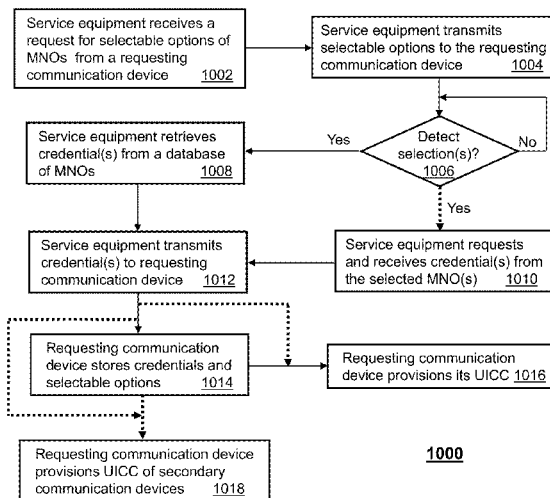 Service equipment receives a
request for selectable options of
MNOs from a requesting
communication device 1002
Service equipment transmits
selectable options to the requesting
communication device 1004
Detect
selection(s)?
1006
No
Yes
Yes
Service equipment retrieves
credential(s) from a database
of MNOs 1008
Service equipment requests
and receives credential(s) from
the selected MNO(s) 1010
Service equipment transmits
credential(s) to requesting
communication device 1012
Requesting communication
device stores credentials and
selectable options 1014
Requesting communication
device provisions its UICC 1016
Requesting communication device
provisions UICC of secondary
communication devices 1018
1000